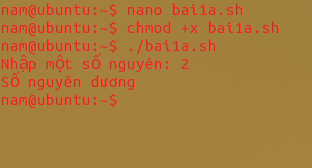 nam@ubuntu:~$ nano bai1a.sh
nam@ubuntu:~$ chmod +x bai1a.sh
nam@ubuntu:~$ ./bai1a.sh
Nhập một số nguyên: 2
Số nguyên dương
nam@ubuntu:~$